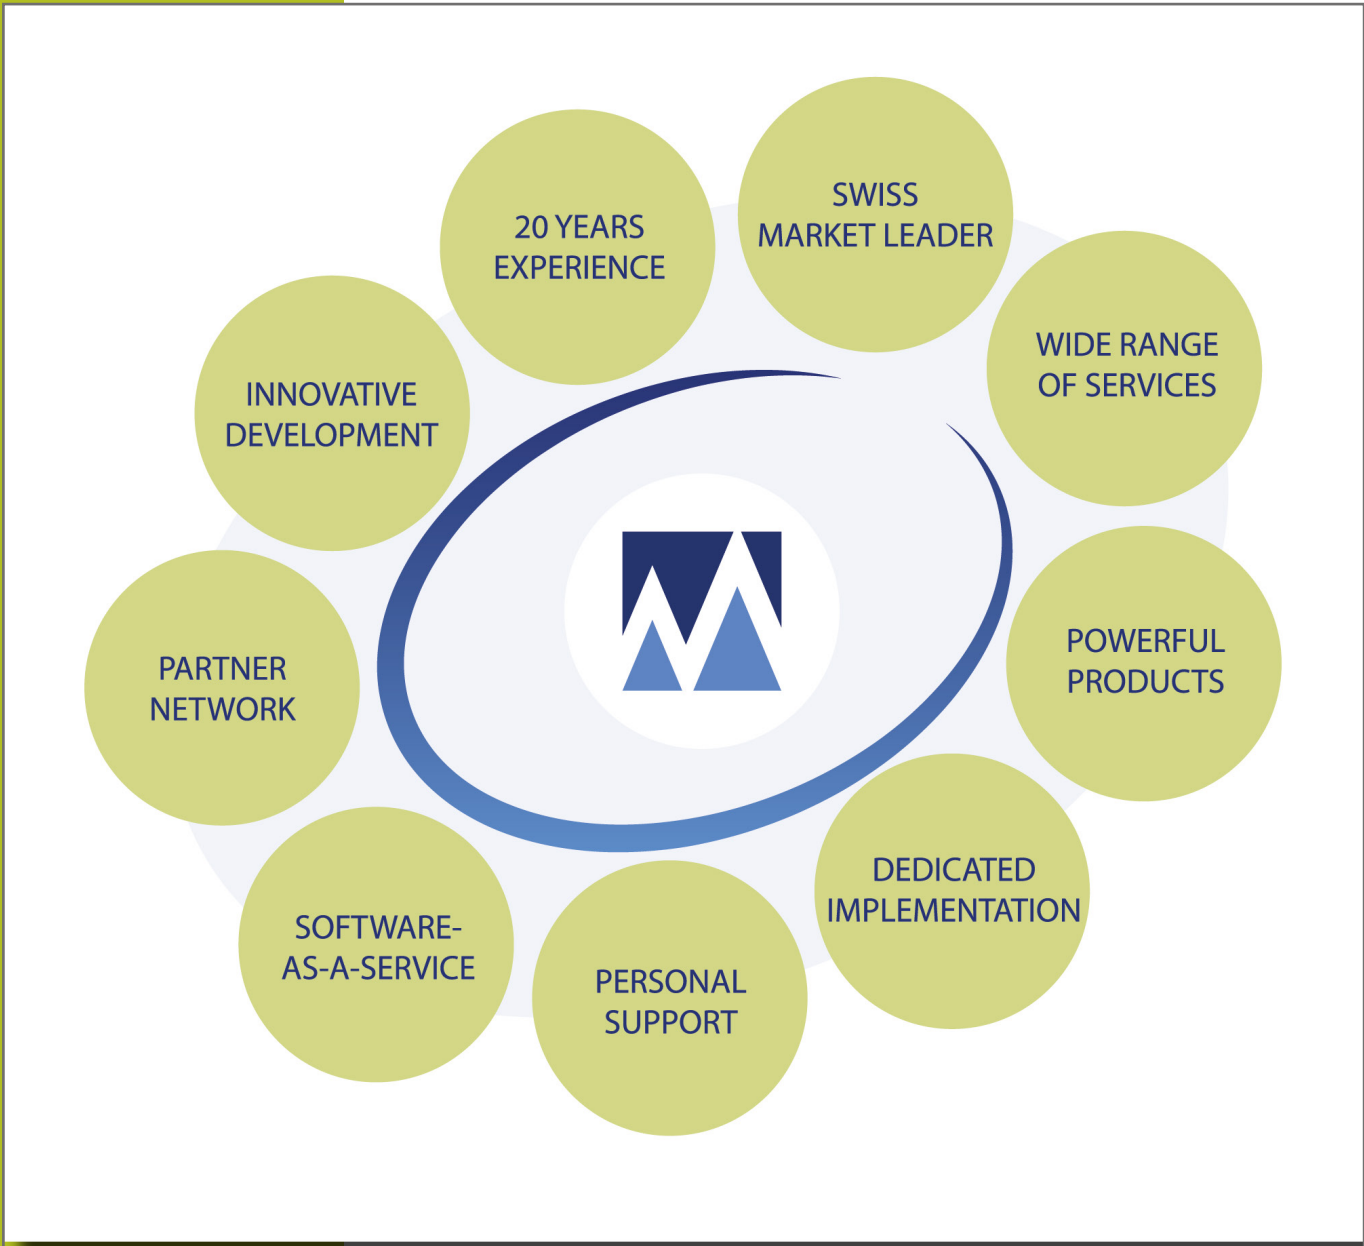 SWISS
MARKET LEADER
20 YEARS
EXPERIENCE
WIDE RANGE
OF SERVICES
INNOVATIVE
DEVELOPMENT
POWERFUL
PRODUCTS
PARTNER
NETWORK
DEDICATED
IMPLEMENTATION
SOFTWARE-
AS-A-SERVICE
PERSONAL
SUPPORT